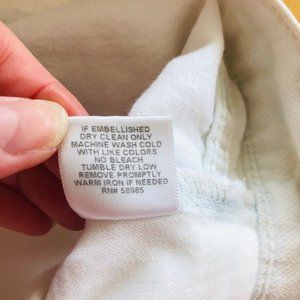 IF EMBELLISHED
DRY CLEAN ONLY
MACHINE WASH COLD
WITH LIKE COLORS
NO BLEACH
TUMBLE DRY LOW
REMOVE PROMPTLY
WARM IRON IF NEEDED
RN# 58985